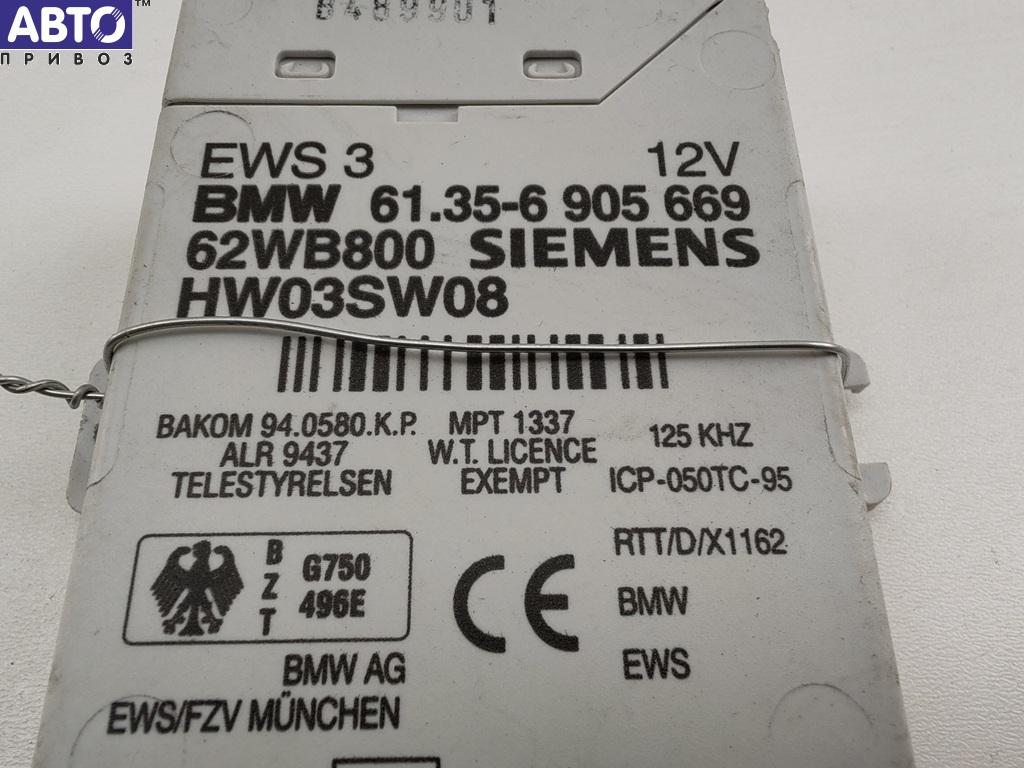 АВТО™
ПРИВОЗ
EWS 3 12V
BMW 61.35-6 905 669
62WB800 SIEMENS
HW03SW08
BAKOM 94.0580.K.P. MPT 1337 125 KHZ
ALR 9437 W.T. LICENCE
TELESTYRELSEN EXEMPT ICP-050TC-95
RTT/D/X1162
BZT G750
496E
CE
BMW
BMW AG EWS
EWS/FZV MÜNCHEN